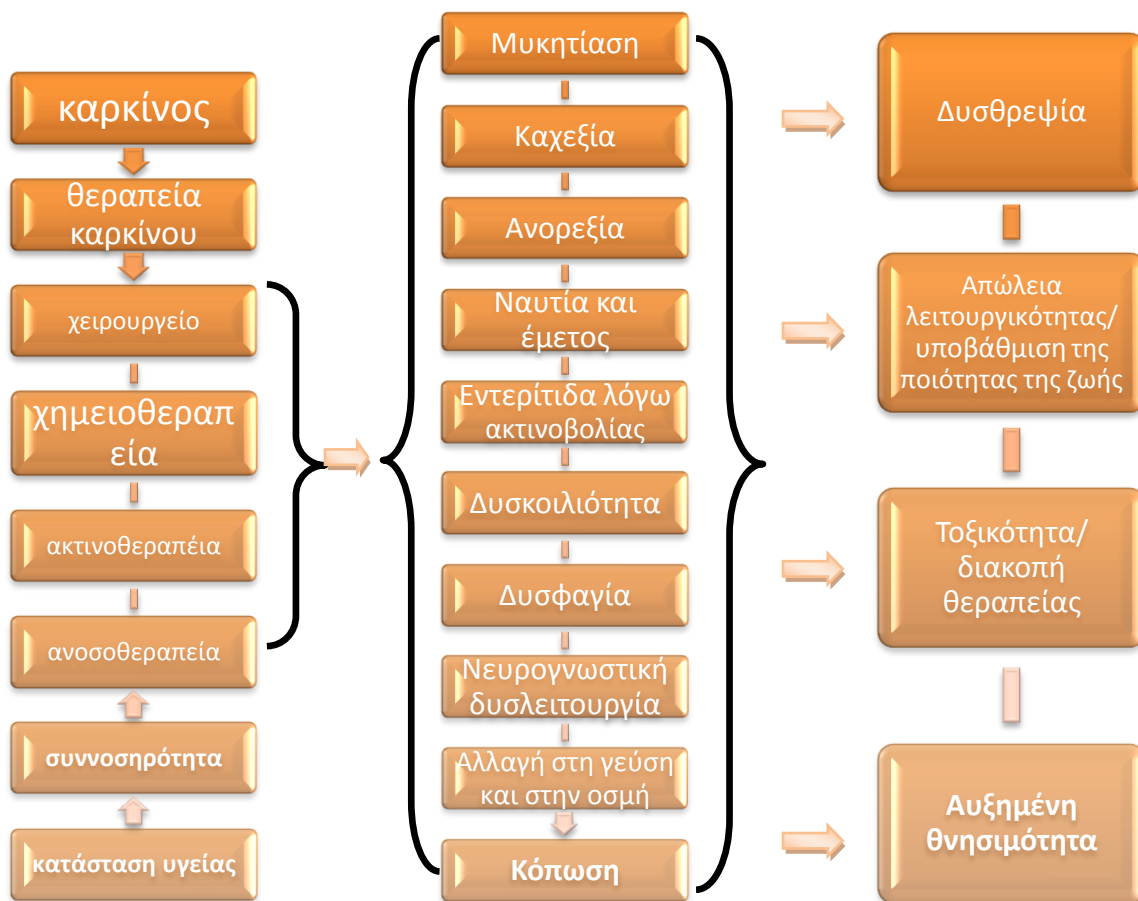 καρκίνος
θεραπεία
καρκίνου
χειρουργείο
χημειοθεραπ
εία
ακτινοθεραπέια
ανοσοθεραπεία
συννοσηρότητα
κατάσταση υγείας
Μυκητίαση
Καχεξία
Ανορεξία
Ναυτία και
έμετος
Εντερίτιδα λόγω
ακτινοβολίας
Δυσκοιλιότητα
Δυσφαγία
Νευρογνωστική
δυσλειτουργία
Αλλαγή στη γεύση
και στην οσμή
Κόπωση
Δυσθρεψία
Απώλεια
λειτουργικότητας/
υποβάθμιση της
ποιότητας της ζωής
Τοξικότητα/
διακοπή
θεραπείας
Αυξημένη
θνησιμότητα